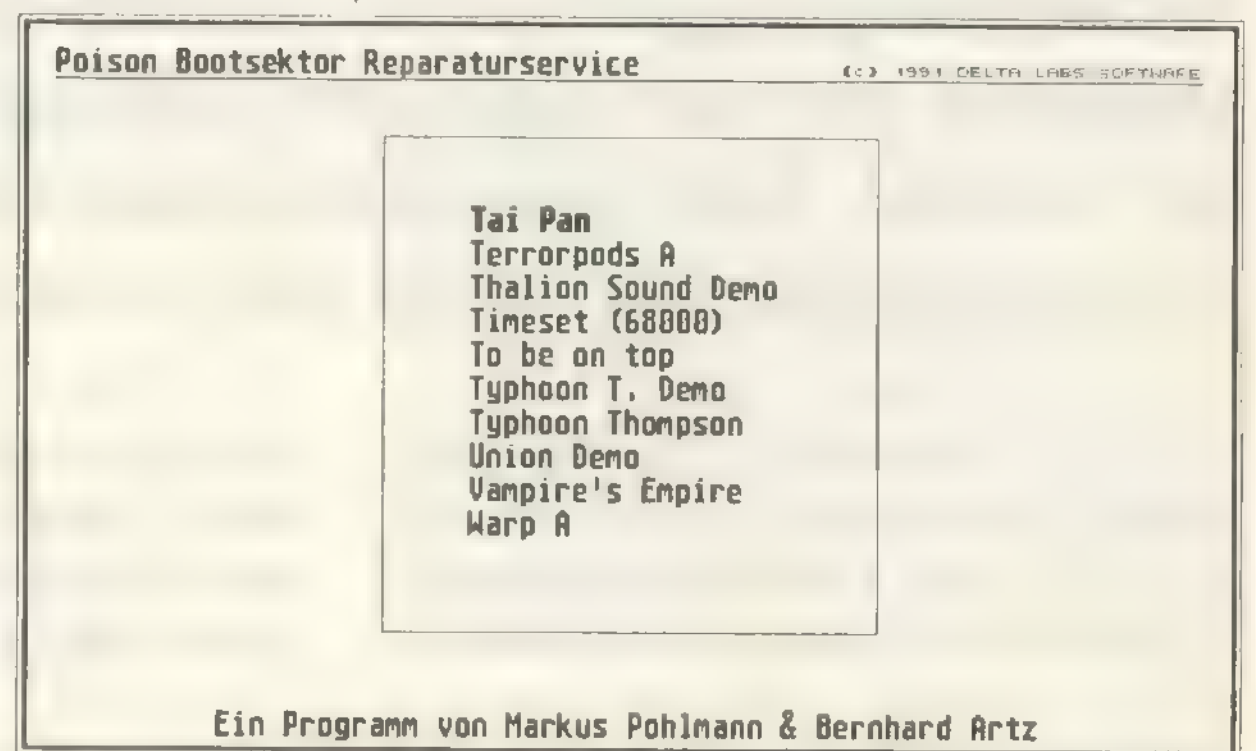 Poison Bootsektor Reparaturservice
(c) 1991 DELTA LABS SOFTWARE
Tai Pan
Terrorpods A
Thalion Sound Demo
Timeset (68000)
To be on top
Typhoon T. Demo
Typhoon Thompson
Union Demo
Vampire's Empire
Warp A
Ein Programm von Markus Pohlmann & Bernhard Artz